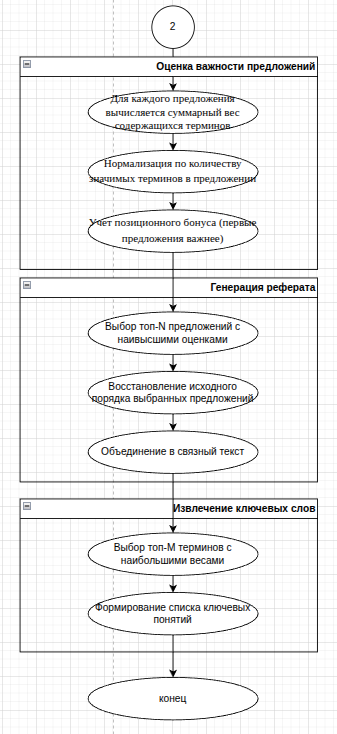 2
Оценка важности предложений
Для каждого предложения
вычисляется суммарный вес
содержащихся терминов
Нормализация по количеству
значимых терминов в предложении
Учет позиционного бонуса (первые
предложения важнее)
Генерация реферата
Выбор топ-N предложений с
наивысшими оценками
Восстановление исходного
порядка выбранных предложений
Объединение в связный текст
Извлечение ключевых слов
Выбор топ-M терминов с
наибольшими весами
Формирование списка ключевых
понятий
конец